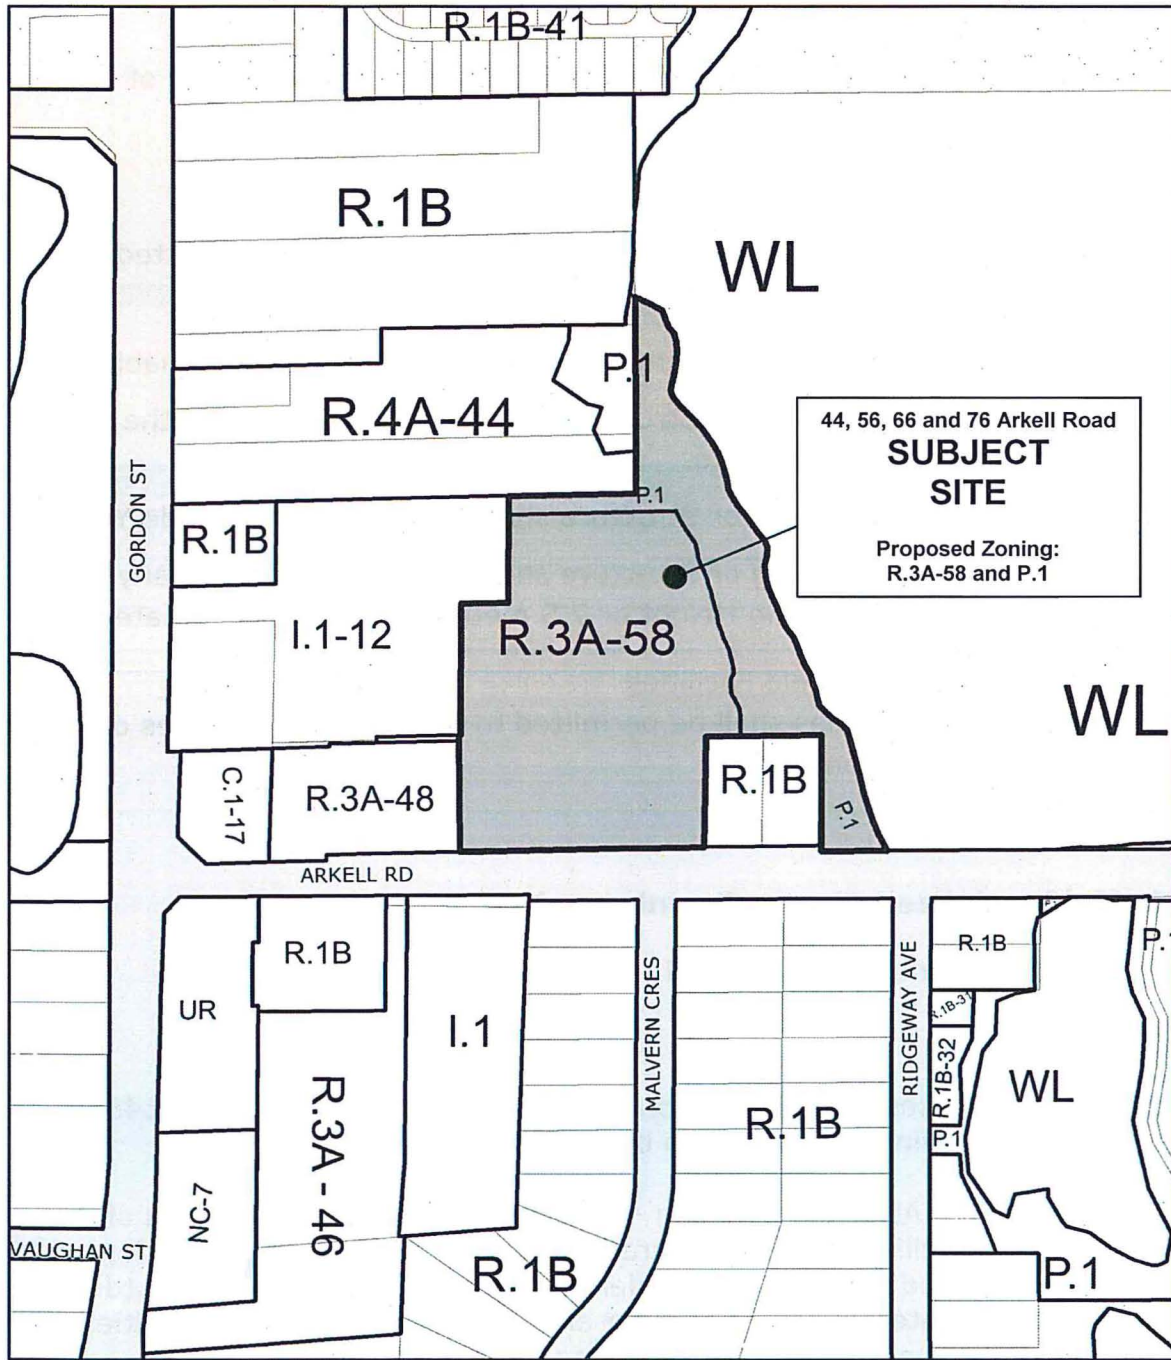 R.1B-41
R.1B
WL
P.1
R.4A-44
44, 56, 66 and 76 Arkell Road
SUBJECT
SITE
Proposed Zoning:
R.3A-58 and P.1
P.1
GORDON ST
R.1B
I.1-12
R.3A-58
WL
C.1-17
R.3A-48
R.1B
P.1
ARKELL RD
R.1B
UR
I.1
MALVERN CRES
RIDGEWAY AVE
R.1B
P.1
R.1B-31
R.1B-32
WL
R.3A - 46
R.1B
P.1
NC-7
VAUGHAN ST
R.1B
P.1